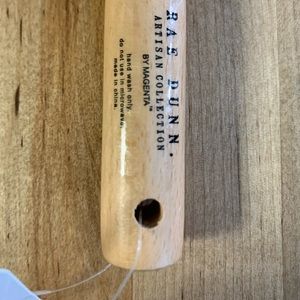 RAE DUNN.
ARTISAN COLLECTION
BY MAGENTA™
hand wash only.
do not use in microwave.
made in china.